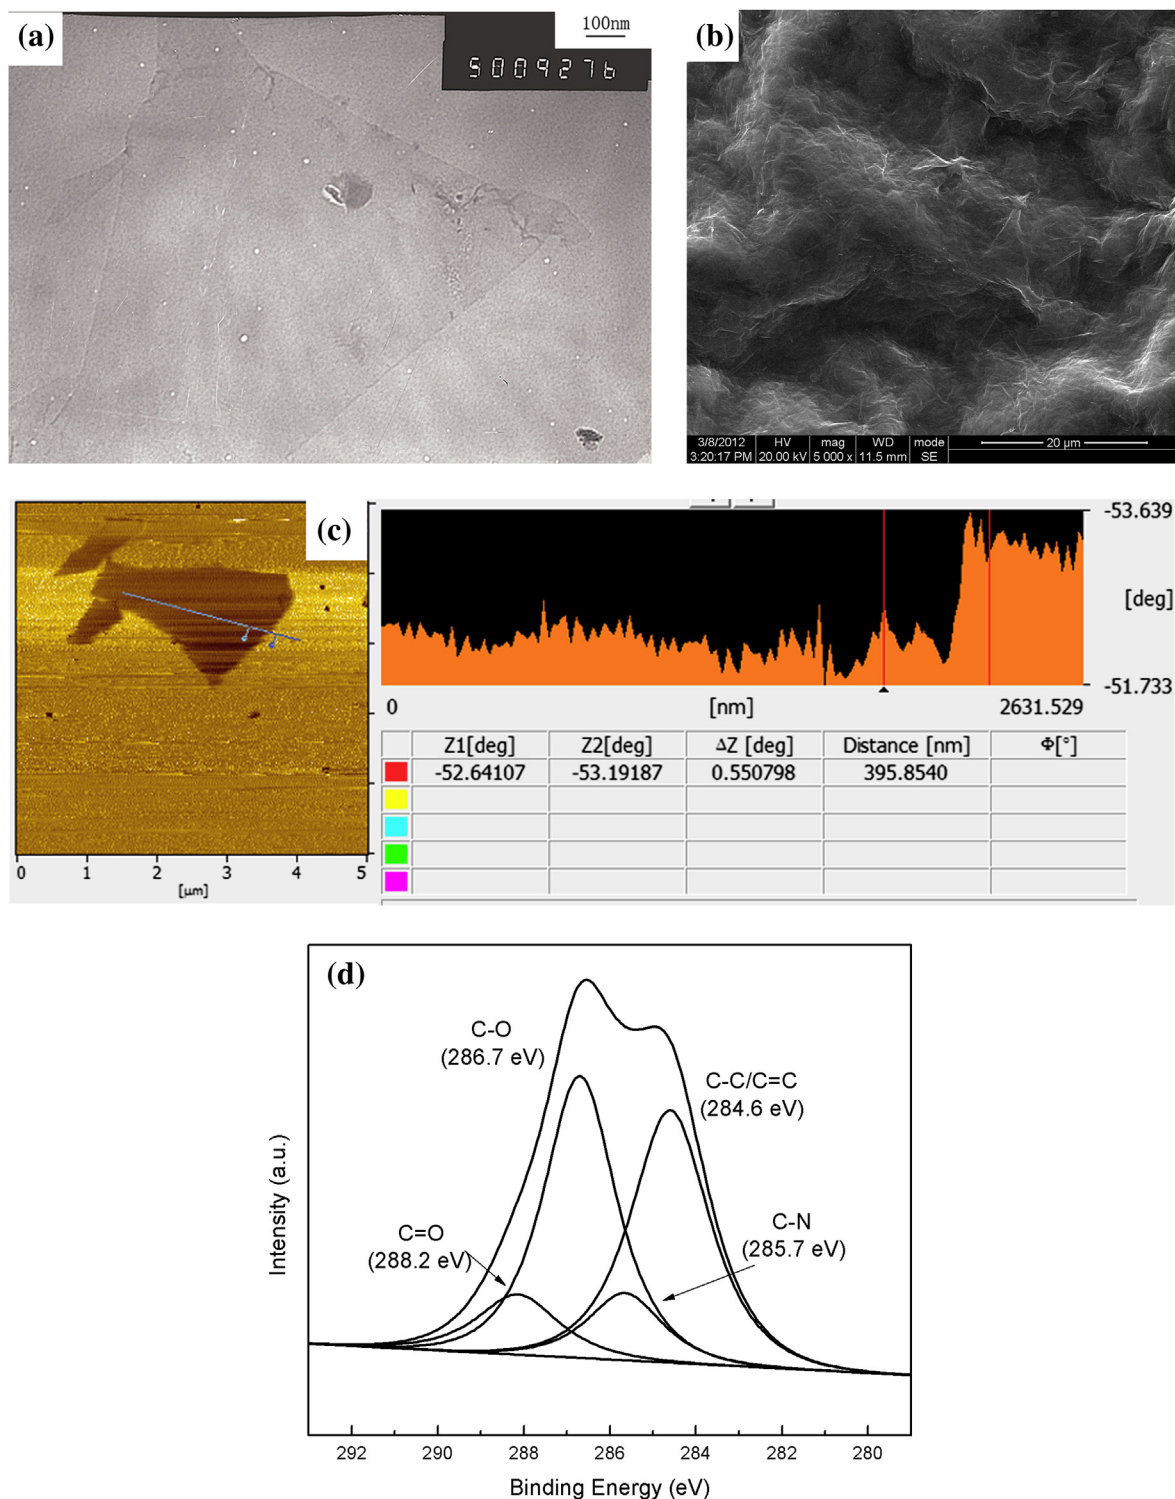 (a)
100nm
5009276
(b)
3/8/2012 HV mag WD mode
3:20:17 PM 20.00 kV 5 000 x 11.5 mm SE 20 µm
(c)
0 1 2 3 4 5
[µm]
-53.639
[deg]
-51.733
0 [nm] 2631.529
Z1[deg] Z2[deg] ΔZ [deg] Distance [nm] Φ[°]
-52.64107 -53.19187 0.550798 395.8540
(d)
C-O
(286.7 eV)
C-C/C=C
(284.6 eV)
C=O
(288.2 eV)
C-N
(285.7 eV)
Intensity (a.u.)
292 290 288 286 284 282 280
Binding Energy (eV)